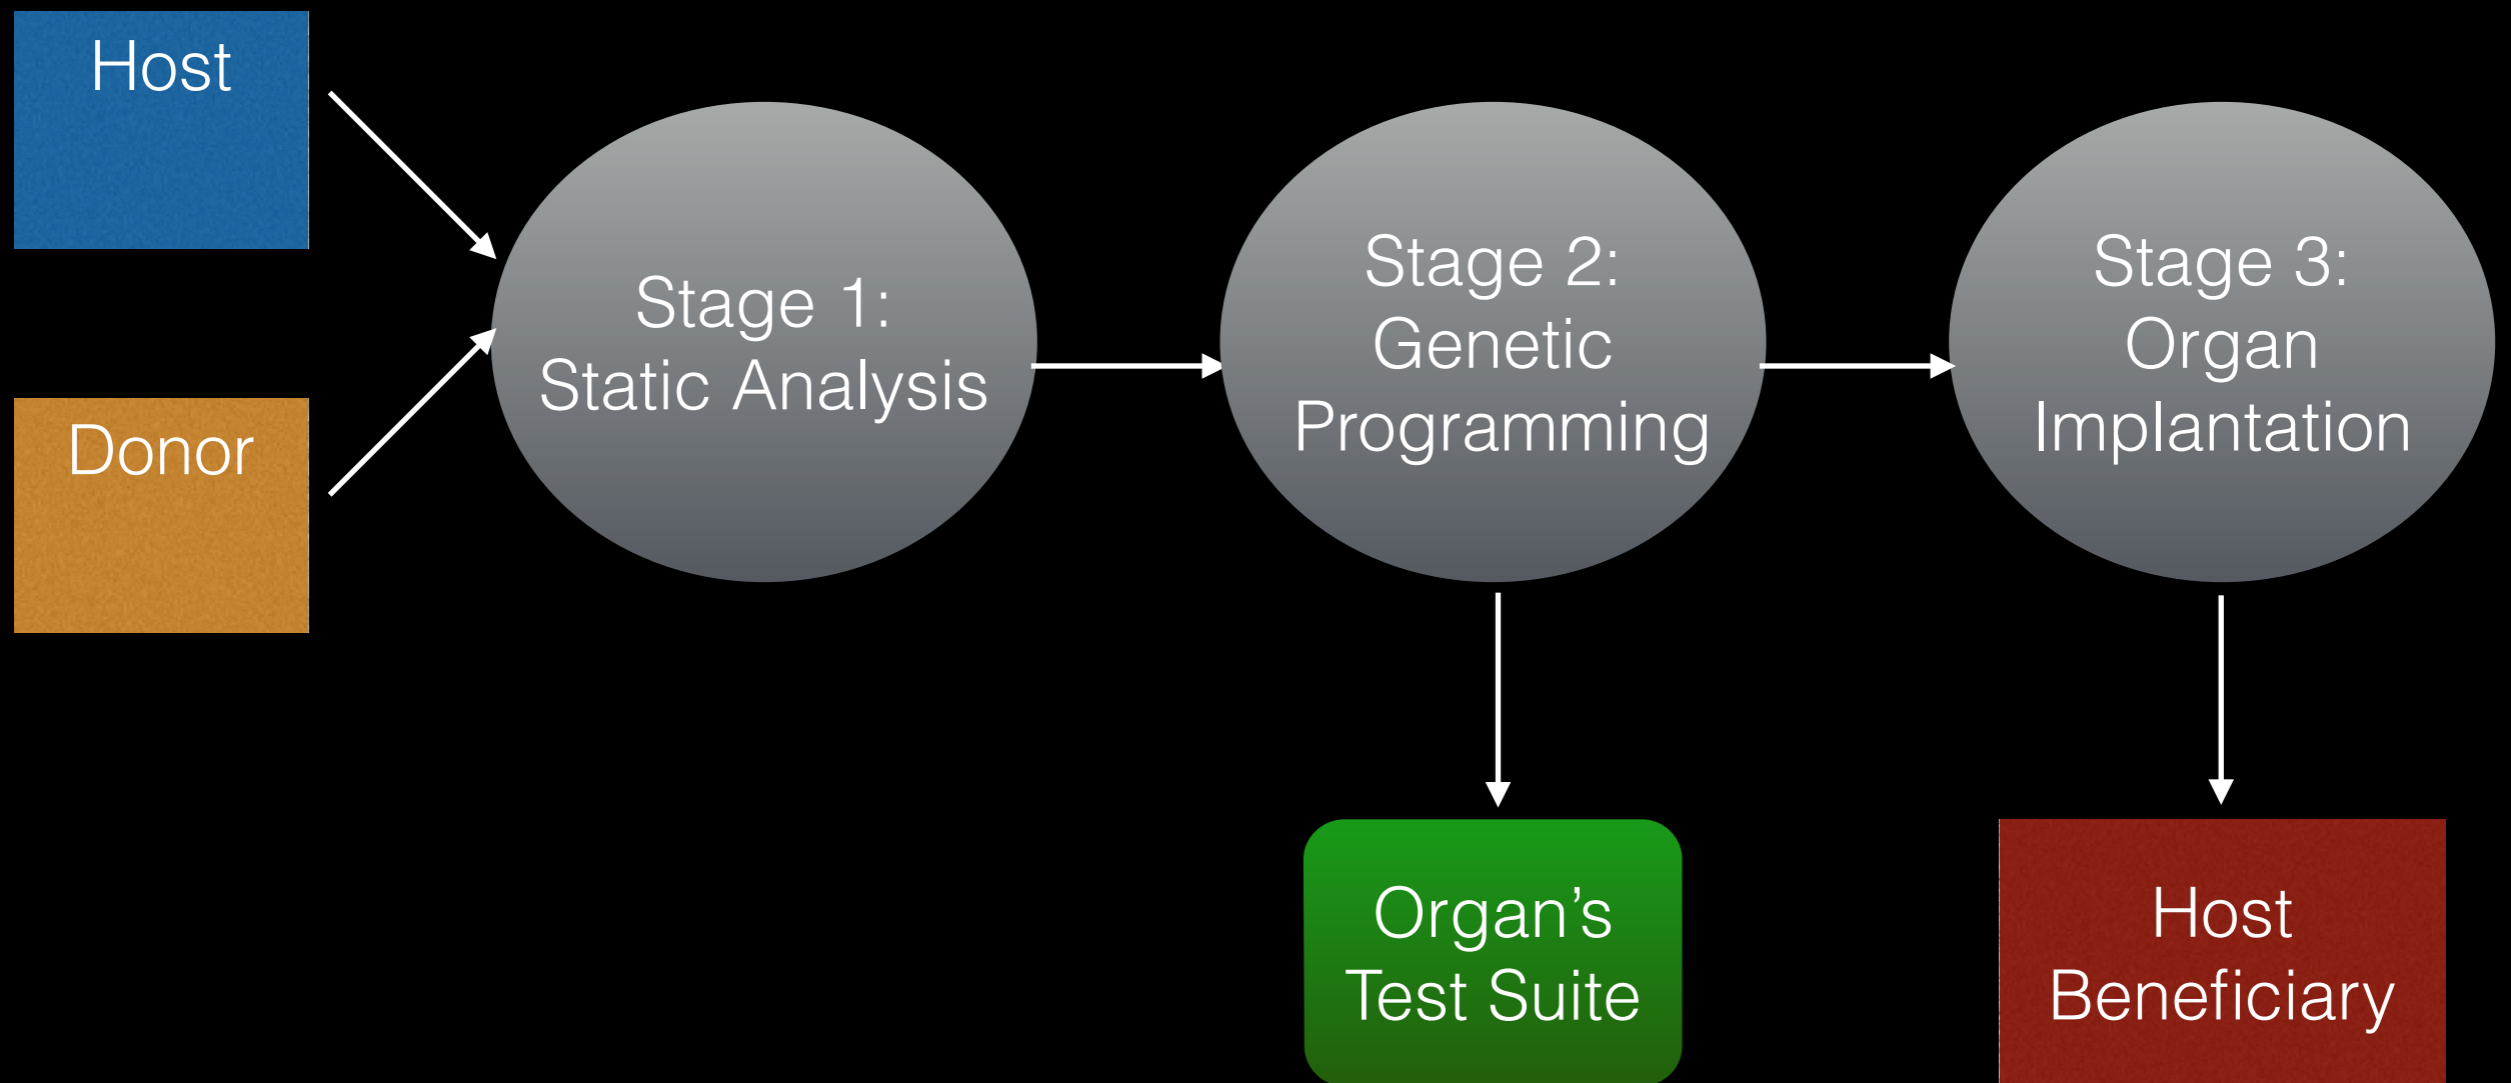 Host
Donor
Stage 1:
Static Analysis
Stage 2:
Genetic
Programming
Stage 3:
Organ
Implantation
Organ’s
Test Suite
Host
Beneficiary